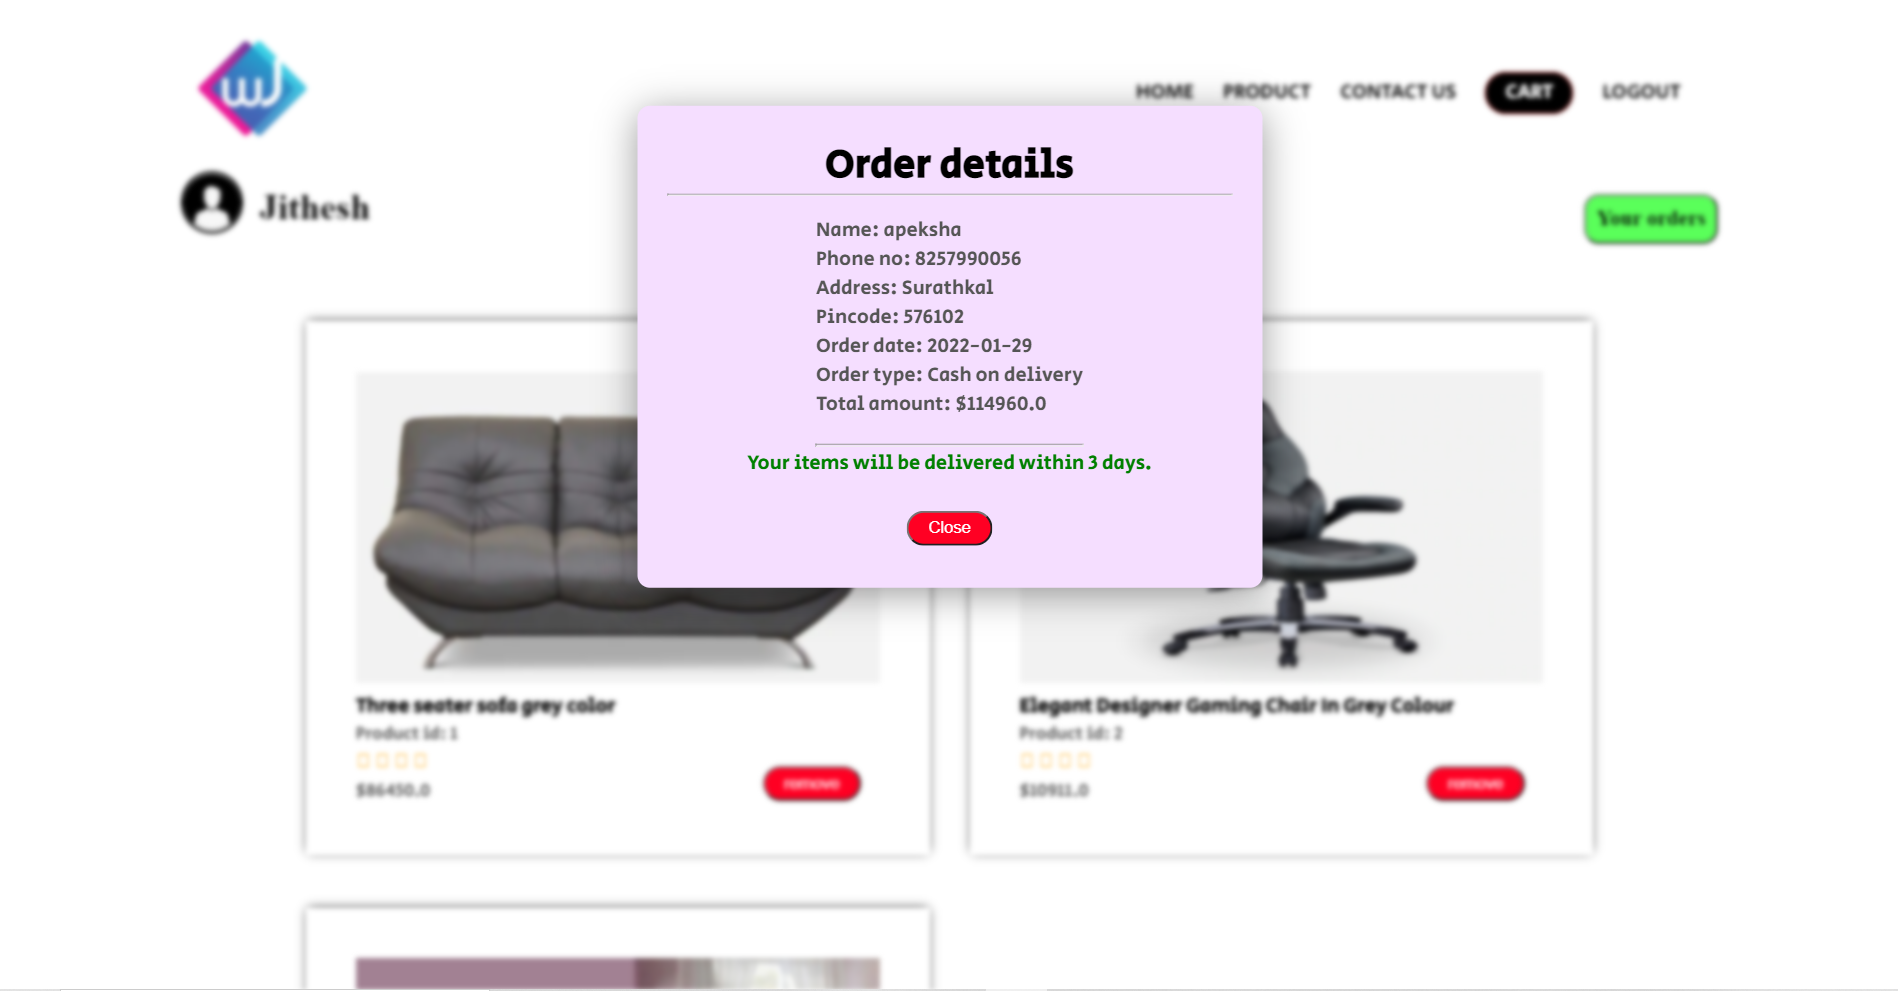 wJ
HOME PRODUCT CONTACT US CART LOGOUT
Jithesh
Your orders
Order details
Name: apeksha
Phone no: 8257990056
Address: Surathkal
Pincode: 576102
Order date: 2022-01-29
Order type: Cash on delivery
Total amount: $114960.0
Your items will be delivered within 3 days.
Close
Three seater sofa grey color
Product id: 1
$86450.0
remove
Elegant Designer Gaming Chair In Grey Colour
Product id: 2
$10911.0
remove